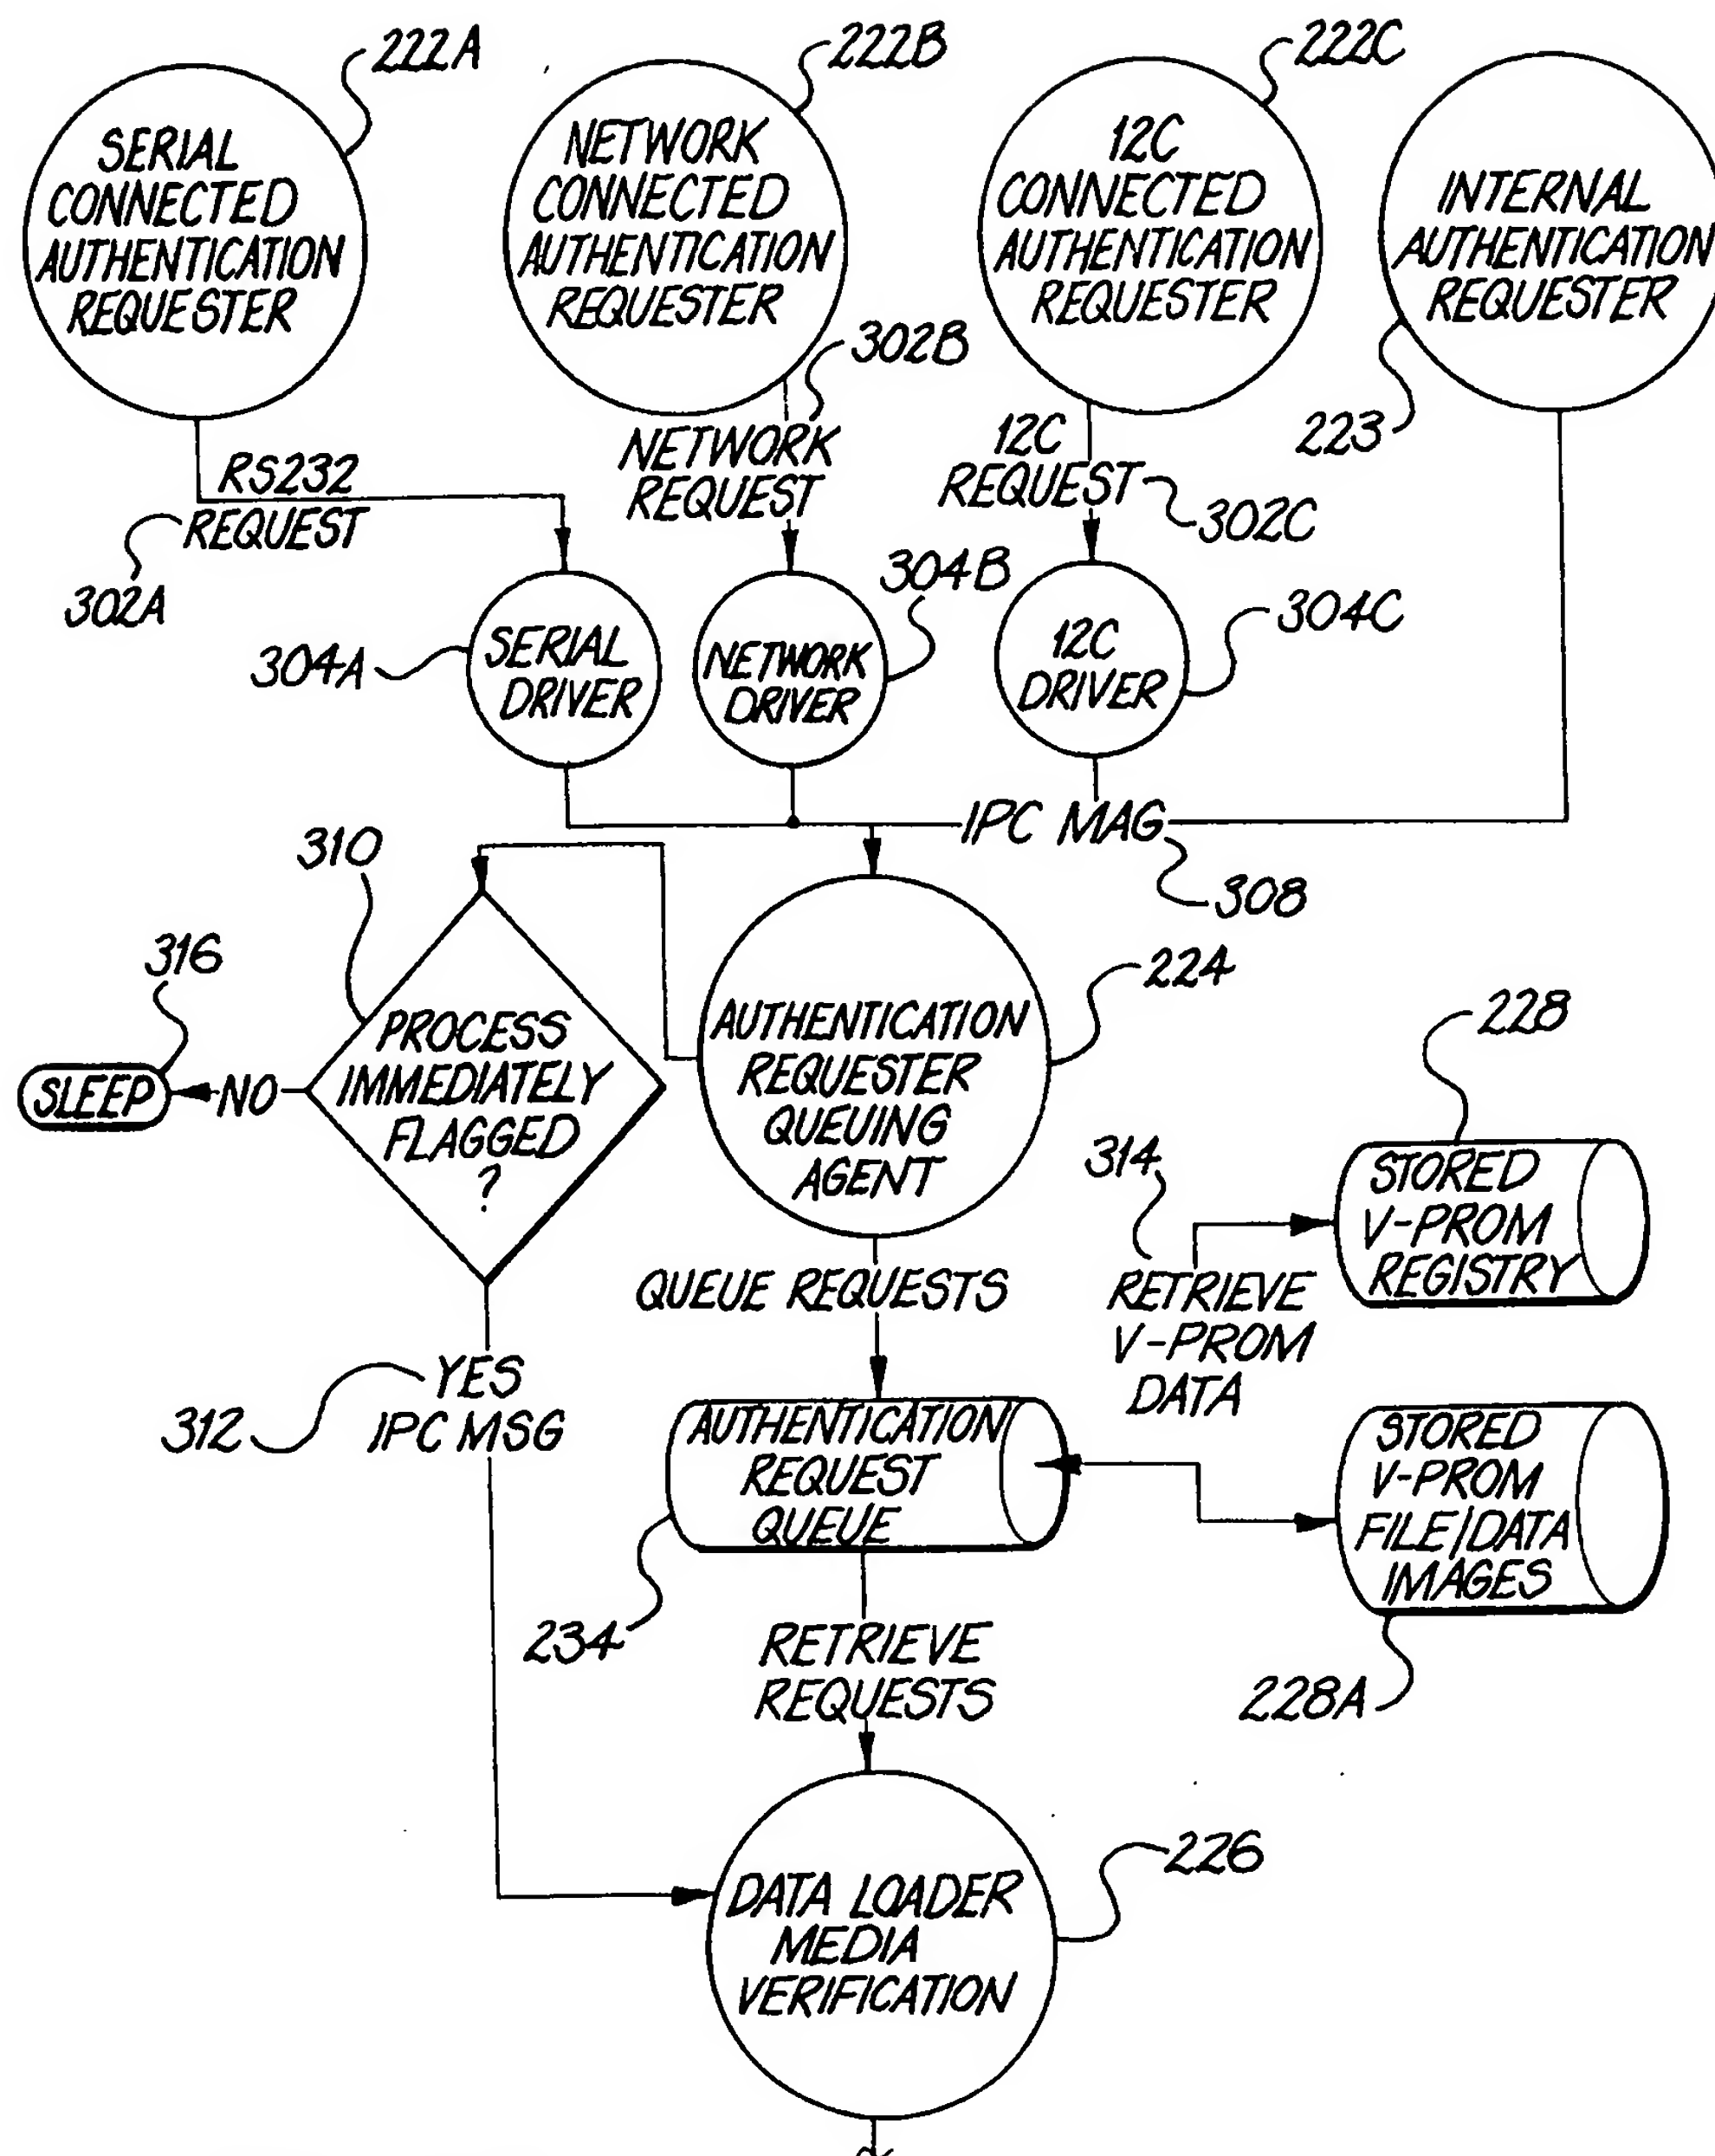 222A
SERIAL
CONNECTED
AUTHENTICATION
REQUESTER
222B
NETWORK
CONNECTED
AUTHENTICATION
REQUESTER
222C
12C
CONNECTED
AUTHENTICATION
REQUESTER
INTERNAL
AUTHENTICATION
REQUESTER
223
RS232
REQUEST
302A
302B
NETWORK
REQUEST
12C
REQUEST
302C
304A
SERIAL
DRIVER
304B
NETWORK
DRIVER
304C
12C
DRIVER
IPC MAG
308
310
316
SLEEP
NO
PROCESS
IMMEDIATELY
FLAGGED
?
224
AUTHENTICATION
REQUESTER
QUEUING
AGENT
228
STORED
V-PROM
REGISTRY
314
RETRIEVE
V-PROM
DATA
QUEUE REQUESTS
312
YES
IPC MSG
AUTHENTICATION
REQUEST
QUEUE
234
STORED
V-PROM
FILE/DATA
IMAGES
228A
RETRIEVE
REQUESTS
226
DATA LOADER
MEDIA
VERIFICATION